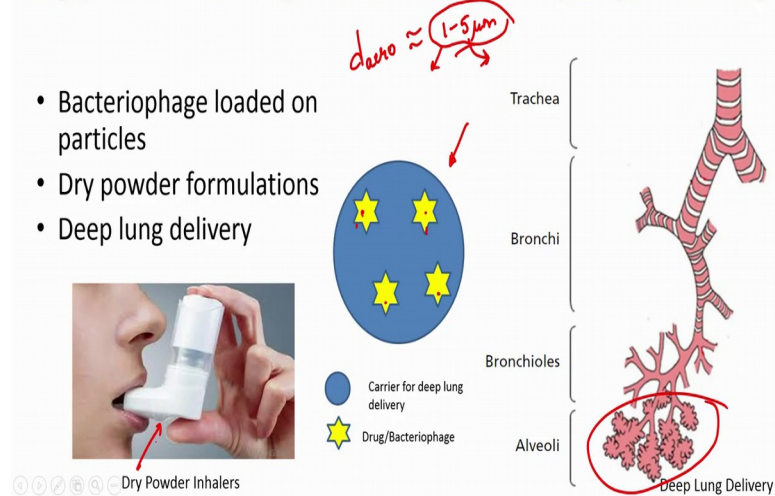 d_aero ≈ 1-5 μm
• Bacteriophage loaded on
particles
• Dry powder formulations
• Deep lung delivery
Trachea
Bronchi
Bronchioles
Alveoli
Carrier for deep lung
delivery
Drug/Bacteriophage
Dry Powder Inhalers
Deep Lung Delivery